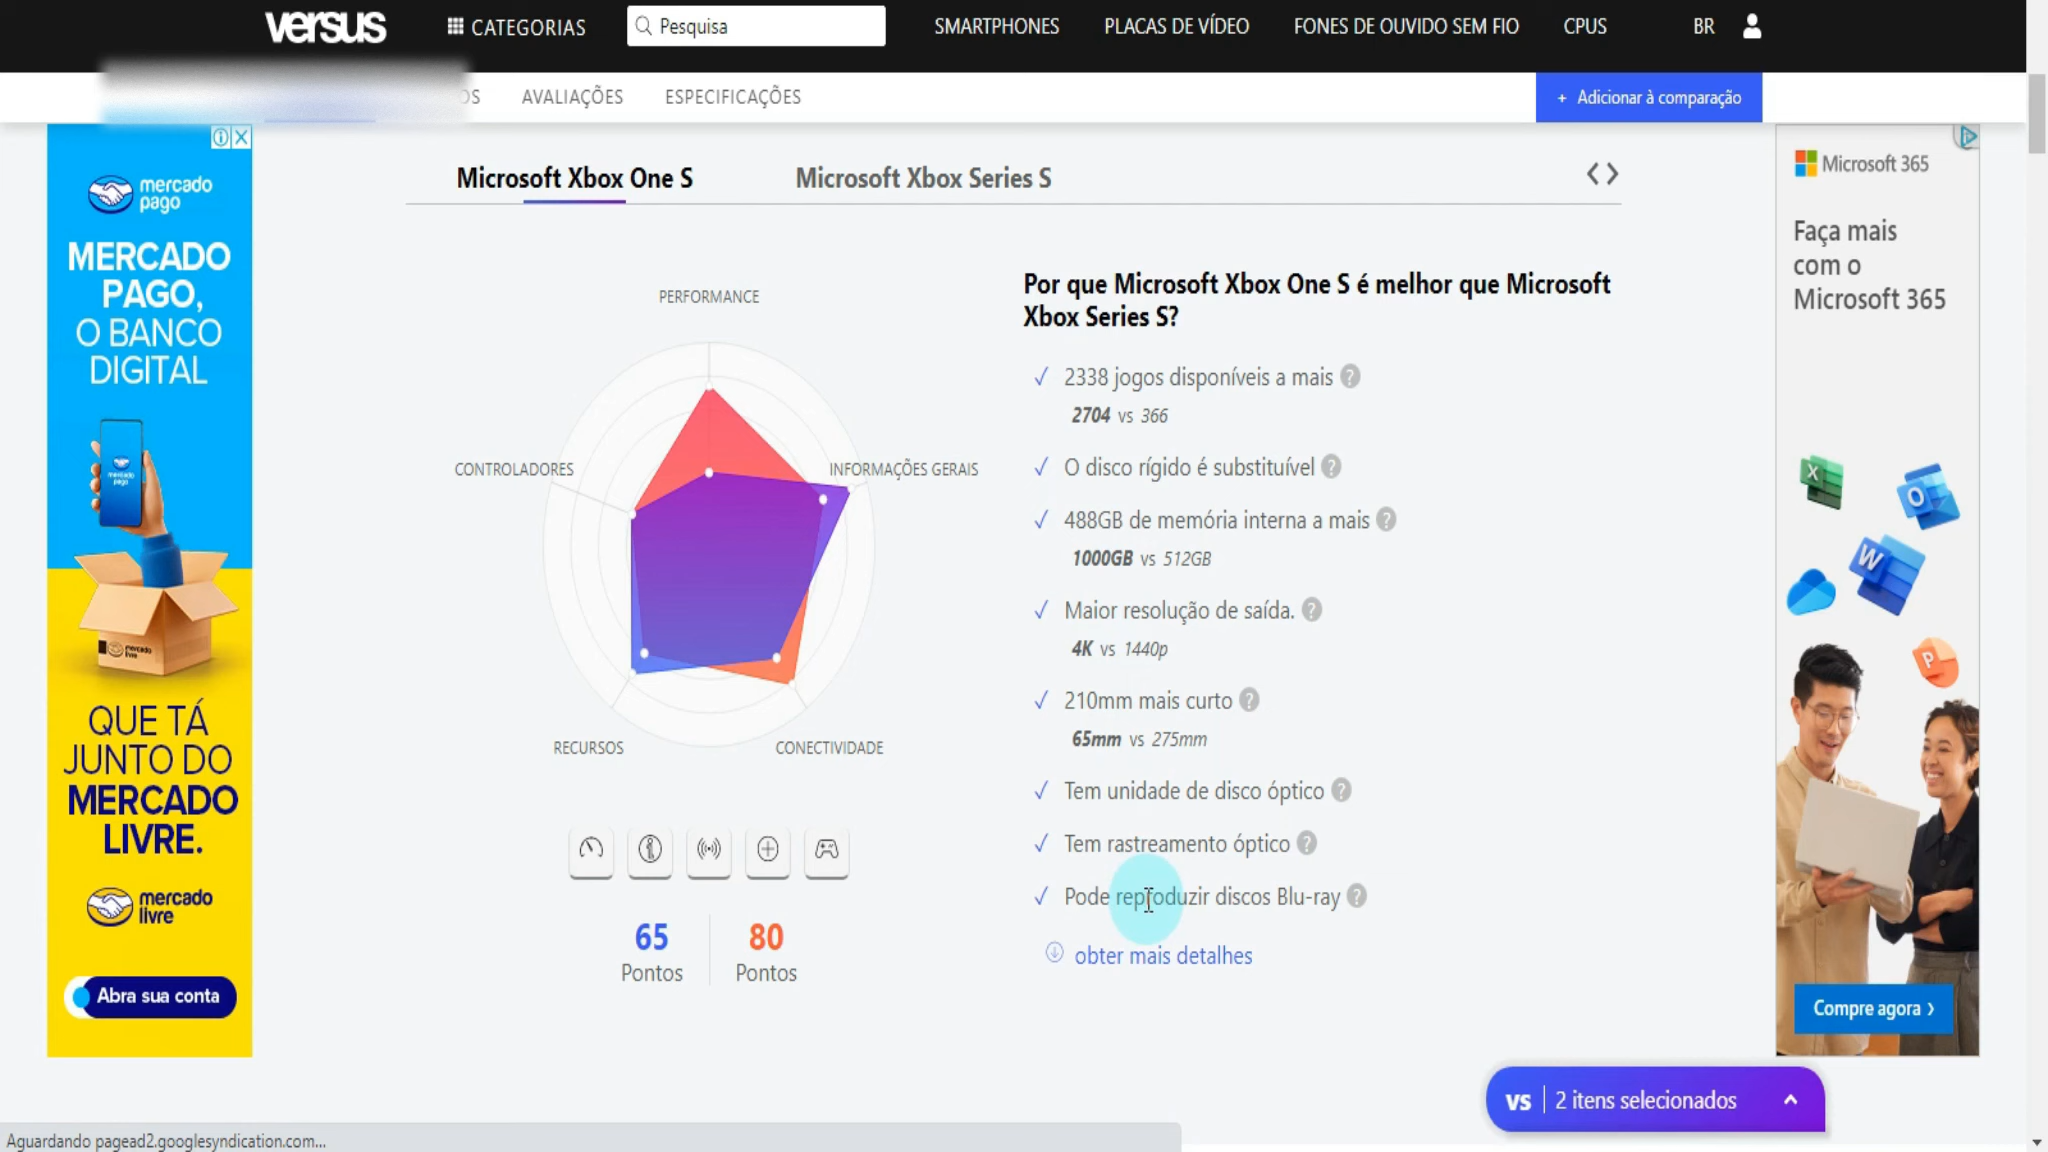 versus
CATEGORIAS
Pesquisa
SMARTPHONES
PLACAS DE VÍDEO
FONES DE OUVIDO SEM FIO
CPUS
BR
OS
AVALIAÇÕES
ESPECIFICAÇÕES
+ Adicionar à comparação
mercado
pago
MERCADO
PAGO,
O BANCO
DIGITAL
QUE TÁ
JUNTO DO
MERCADO
LIVRE.
mercado
livre
Abra sua conta
Microsoft Xbox One S
Microsoft Xbox Series S
PERFORMANCE
CONTROLADORES
INFORMAÇÕES GERAIS
RECURSOS
CONECTIVIDADE
65
Pontos
80
Pontos
Por que Microsoft Xbox One S é melhor que Microsoft
Xbox Series S?
2338 jogos disponíveis a mais ?
2704 vs 366
O disco rígido é substituível ?
488GB de memória interna a mais ?
1000GB vs 512GB
Maior resolução de saída. ?
4K vs 1440p
210mm mais curto ?
65mm vs 275mm
Tem unidade de disco óptico ?
Tem rastreamento óptico ?
Pode reproduzir discos Blu-ray ?
obter mais detalhes
Microsoft 365
Faça mais
com o
Microsoft 365
X
O
W
P
Compre agora ›
vs
2 itens selecionados
Aguardando pagead2.googlesyndication.com...